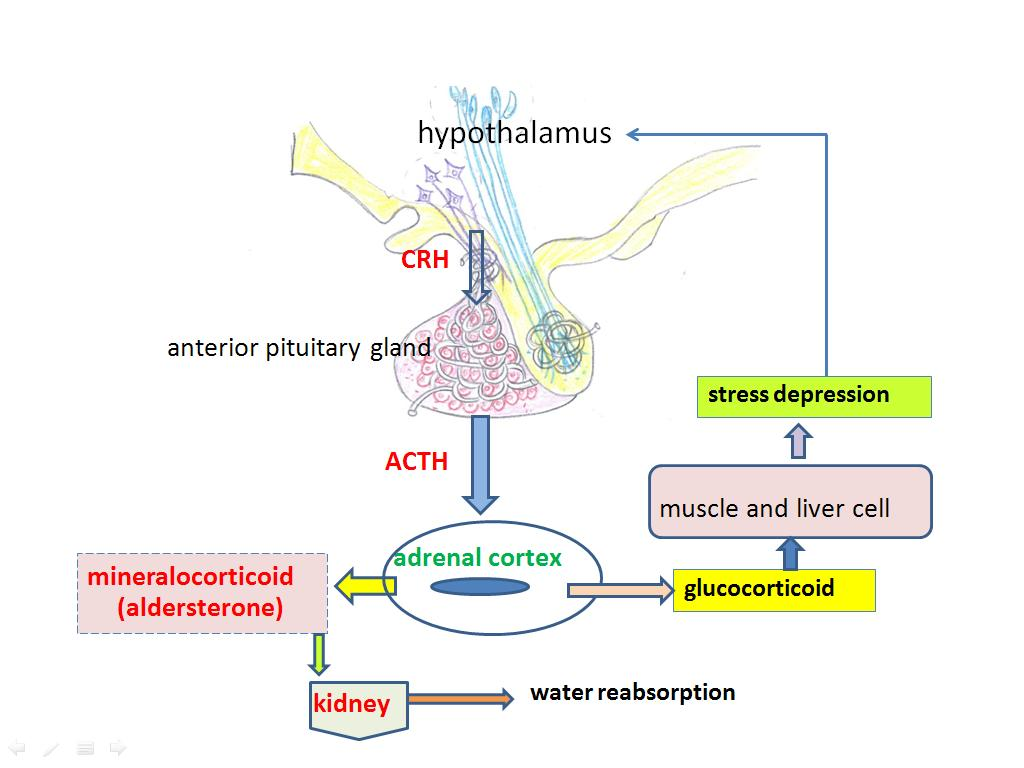 hypothalamus
CRH
anterior pituitary gland
stress depression
ACTH
muscle and liver cell
adrenal cortex
mineralocorticoid
(aldersterone)
glucocorticoid
kidney
water reabsorption